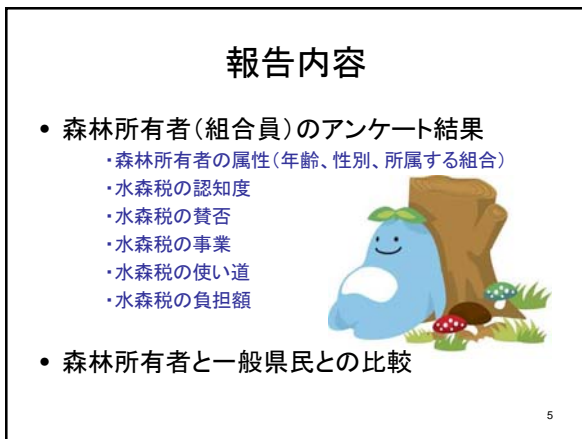 報告内容
• 森林所有者(組合員)のアンケート結果
・森林所有者の属性(年齢、性別、所属する組合)
・水森税の認知度
・水森税の賛否
・水森税の事業
・水森税の使い道
・水森税の負担額
• 森林所有者と一般県民との比較
5